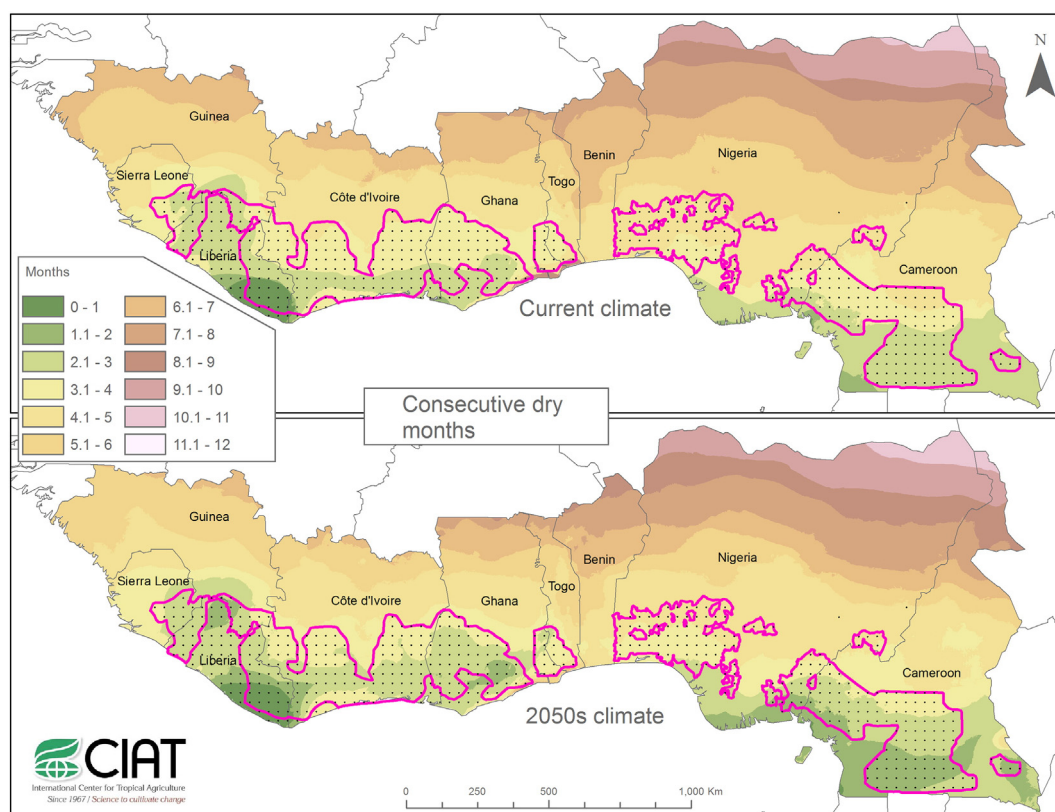 N
Guinea
Sierra Leone
Liberia
Côte d'Ivoire
Ghana
Togo
Benin
Nigeria
Cameroon
Current climate
Months
0 - 1
1.1 - 2
2.1 - 3
3.1 - 4
4.1 - 5
5.1 - 6
6.1 - 7
7.1 - 8
8.1 - 9
9.1 - 10
10.1 - 11
11.1 - 12
Consecutive dry
months
Guinea
Sierra Leone
Liberia
Côte d'Ivoire
Ghana
Togo
Benin
Nigeria
Cameroon
2050s climate
CIAT
International Center for Tropical Agriculture
Since 1967 / Science to cultivate change
0 250 500 1,000 Km